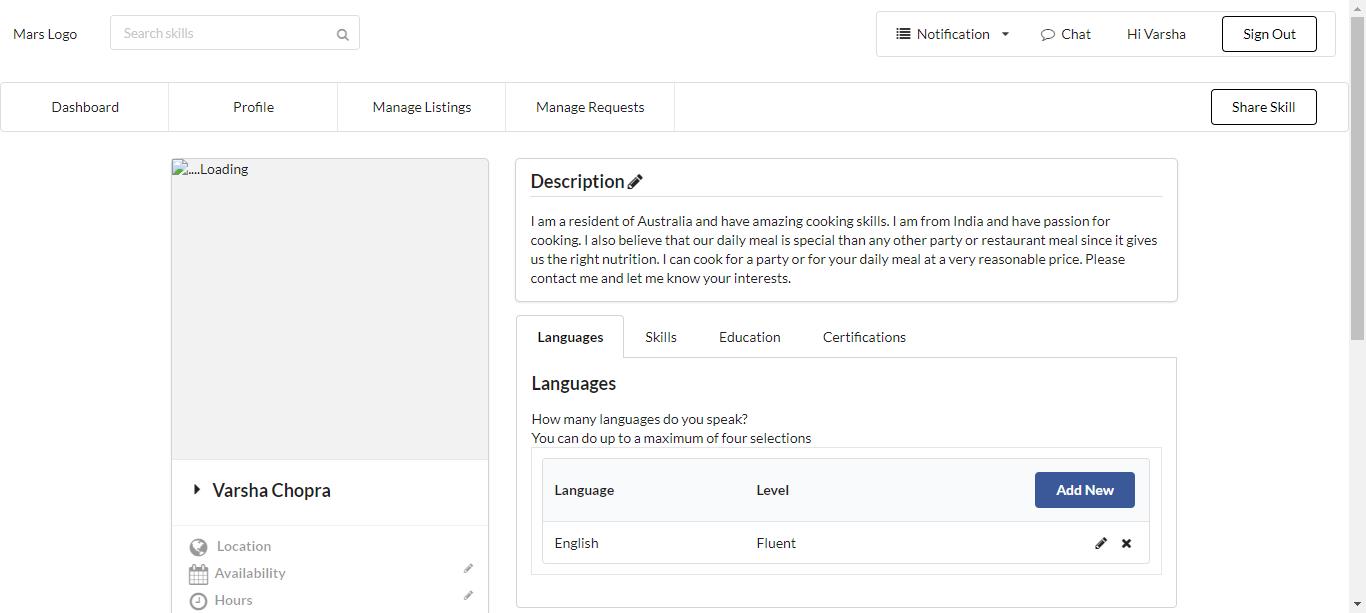 Mars Logo
Search skills
Notification
Chat
Hi Varsha
Sign Out
Dashboard
Profile
Manage Listings
Manage Requests
Share Skill
....Loading
Varsha Chopra
Location
Availability
Hours
Description
I am a resident of Australia and have amazing cooking skills. I am from India and have passion for
cooking. I also believe that our daily meal is special than any other party or restaurant meal since it gives
us the right nutrition. I can cook for a party or for your daily meal at a very reasonable price. Please
contact me and let me know your interests.
Languages
Skills
Education
Certifications
Languages
How many languages do you speak?
You can do up to a maximum of four selections
Language
Level
Add New
English
Fluent